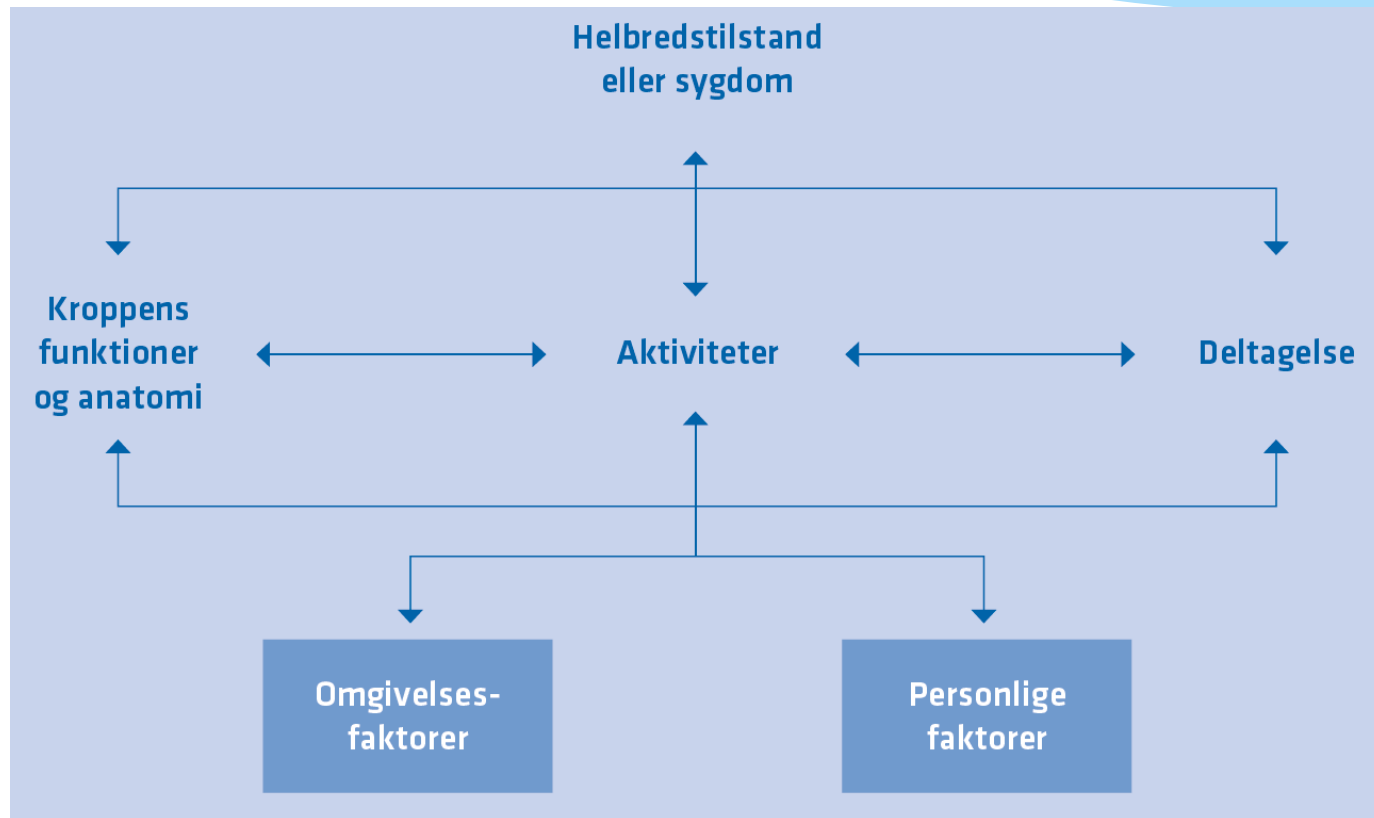 Helbredstilstand
eller sygdom
Kroppens
funktioner
og anatomi
Aktiviteter
Deltagelse
Omgivelses-
faktorer
Personlige
faktorer